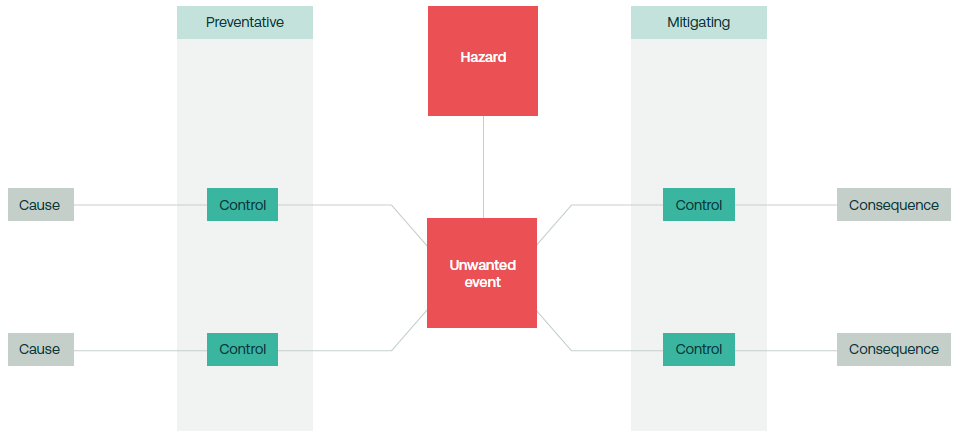 Preventative
Hazard
Mitigating
Cause
Control
Control
Consequence
Unwanted
event
Cause
Control
Control
Consequence